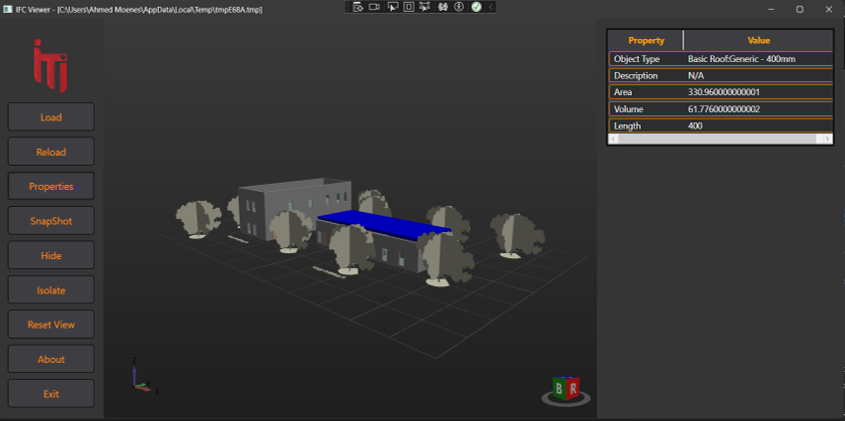 IFC Viewer - [C:\Users\Ahmed Moenes\AppData\Local\Temp\tmpE68A.tmp]
ITI
Load
Reload
Properties
SnapShot
Hide
Isolate
Reset View
About
Exit
Property Value
Object Type Basic Roof:Generic - 400mm
Description N/A
Area 330.960000000001
Volume 61.7760000000002
Length 400
Z
X
B R